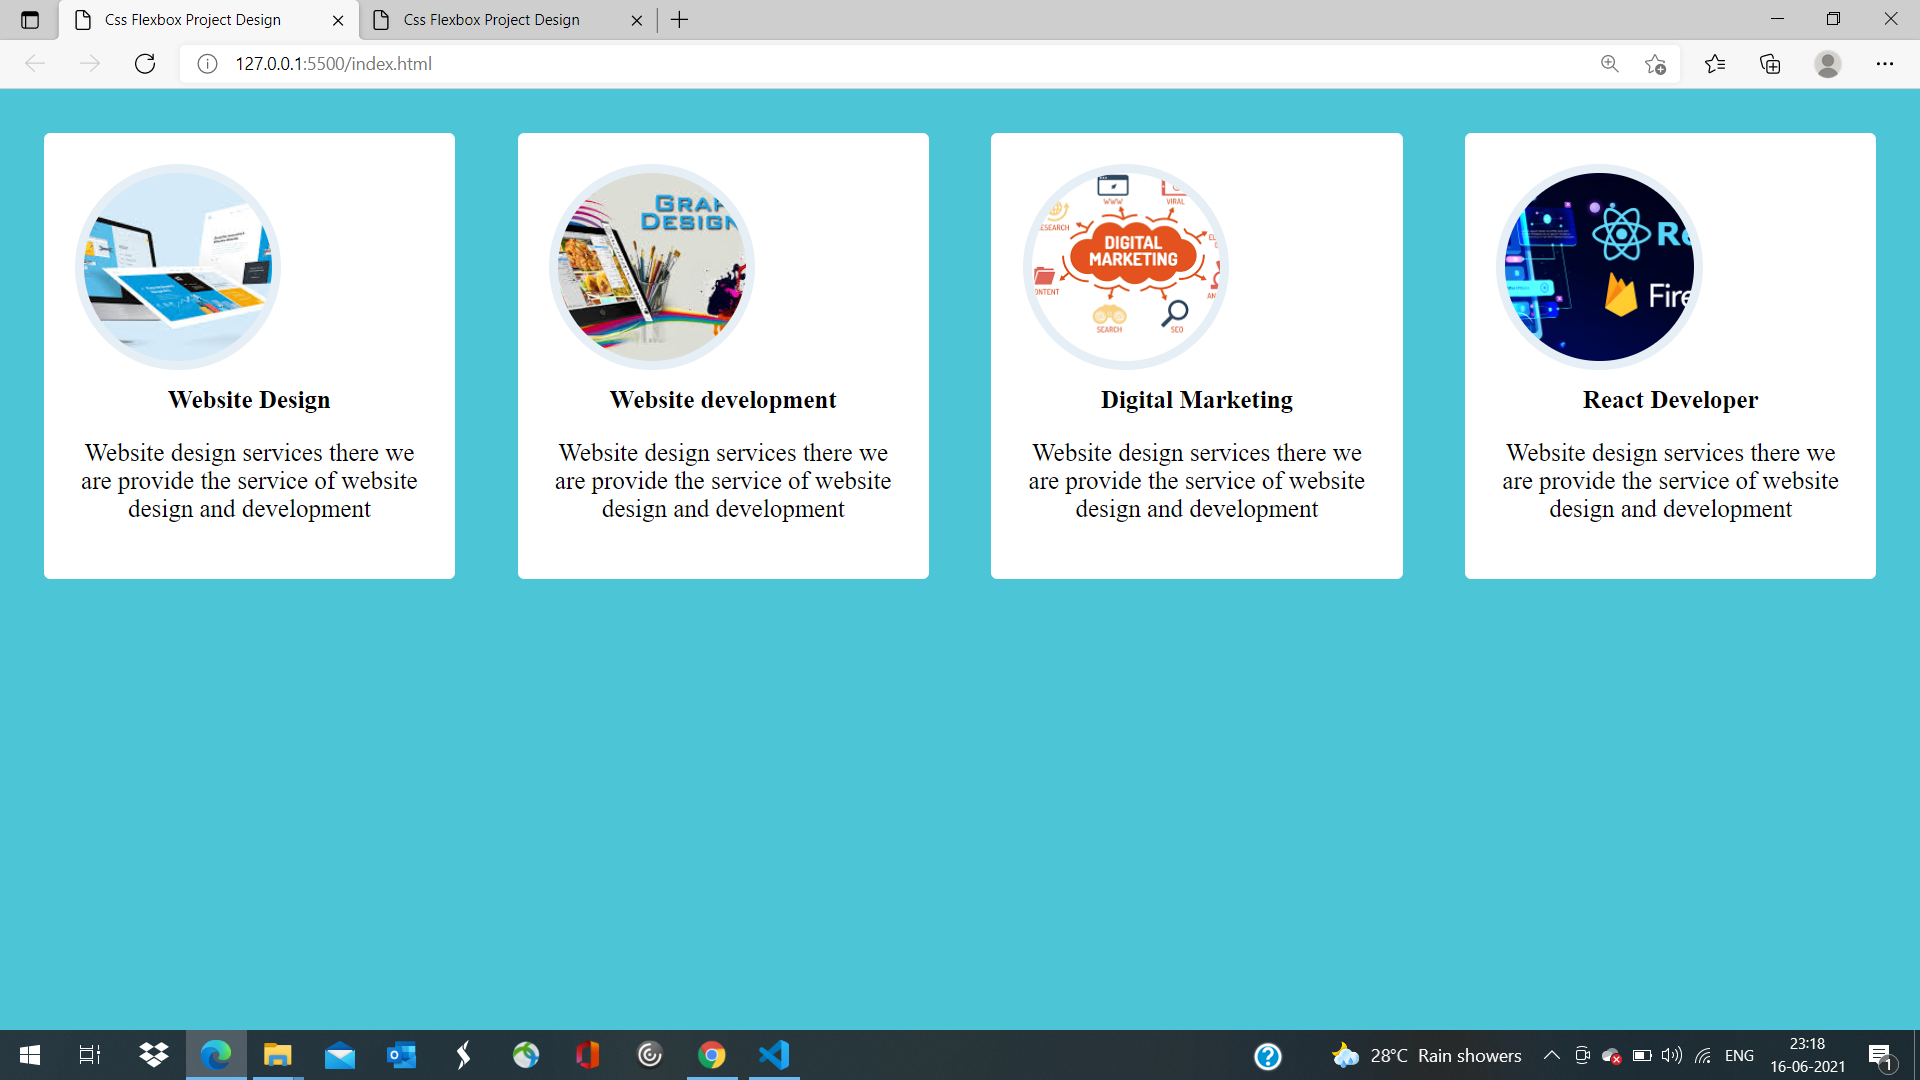 Css Flexbox Project Design
Css Flexbox Project Design
127.0.0.1:5500/index.html
GRAP
DESIGN
WWW
VIRAL
ESEARCH
DIGITAL
MARKETING
ONTENT
SEARCH
SEO
Re
Fire
Website Design
Website design services there we
are provide the service of website
design and development
Website development
Website design services there we
are provide the service of website
design and development
Digital Marketing
Website design services there we
are provide the service of website
design and development
React Developer
Website design services there we
are provide the service of website
design and development
28°C Rain showers
ENG
23:18
16-06-2021
1